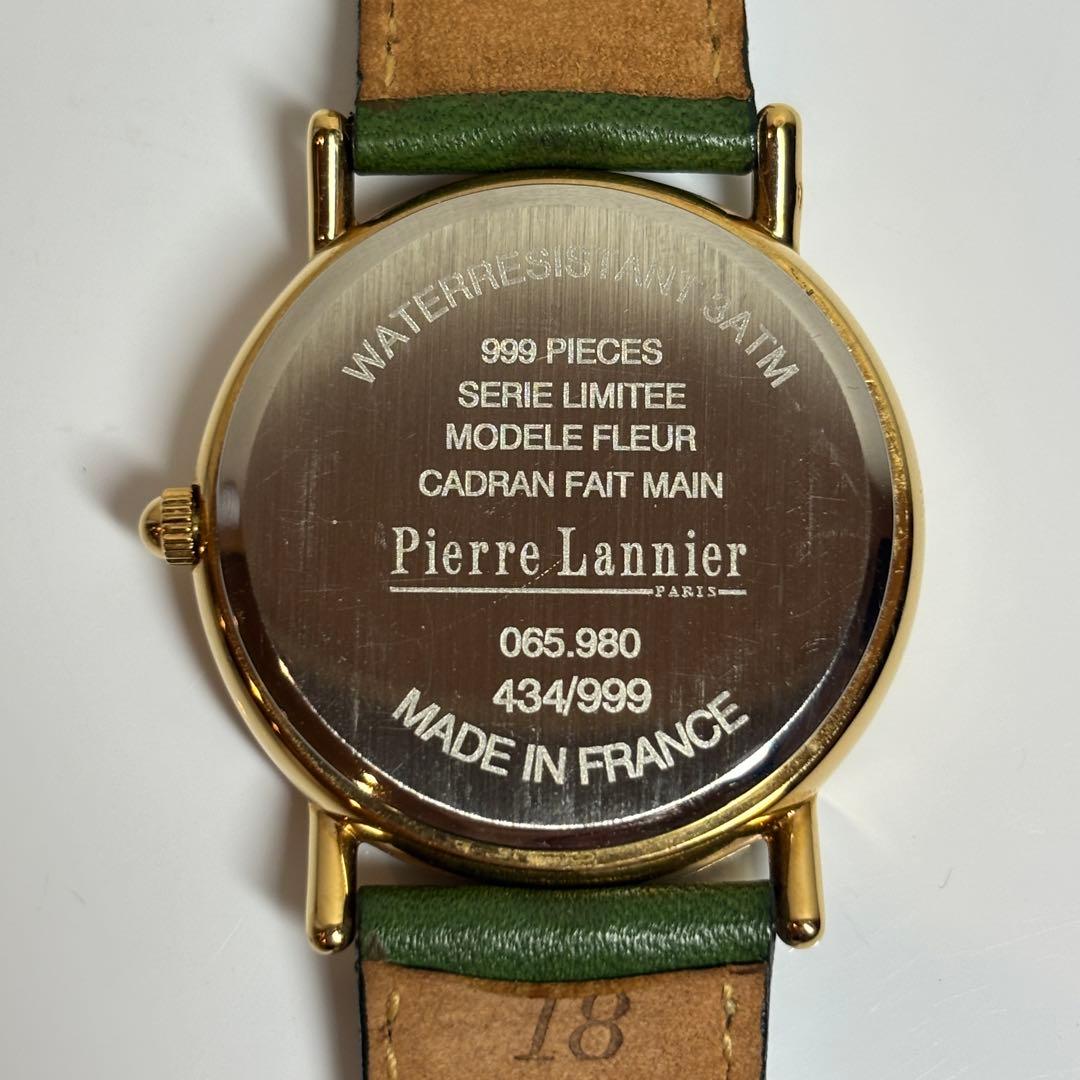 WATERRESISTANT 3ATM
999 PIECES
SERIE LIMITEE
MODELE FLEUR
CADRAN FAIT MAIN
Pierre Lannier
PARIS
065.980
434/999
MADE IN FRANCE
18